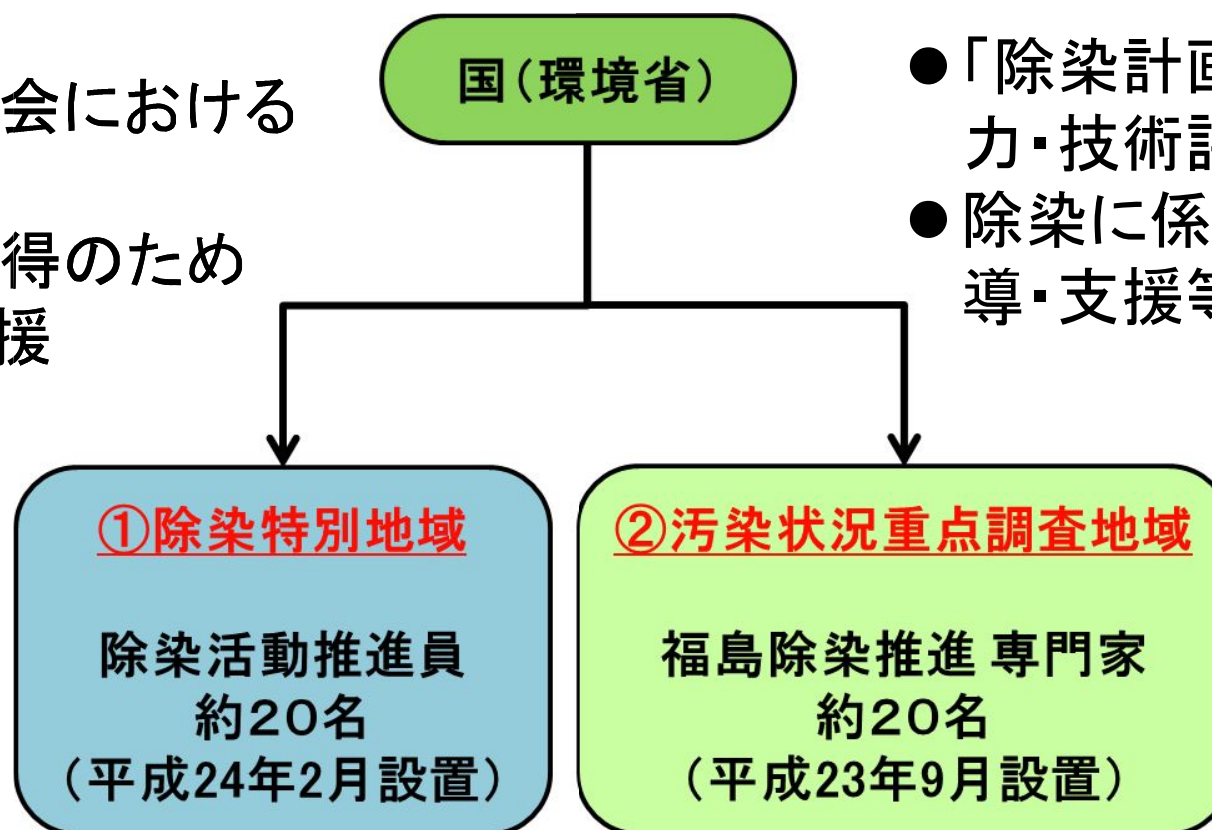 国(環境省)
会における
得のため
援
●「除染計画
力・技術
●除染に係
導・支援等
①除染特別地域
除染活動推進員
約20名
(平成24年2月設置)
②汚染状況重点調査地域
福島除染推進 専門家
約20名
(平成23年9月設置)